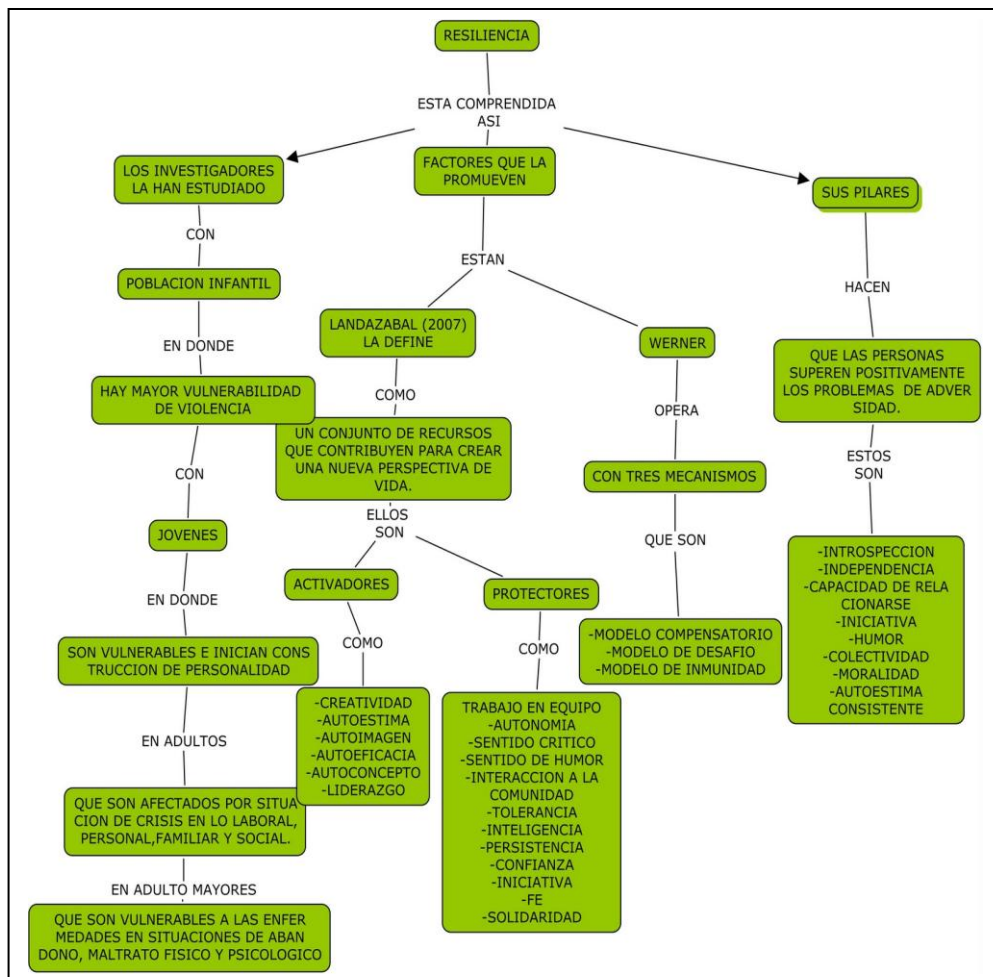 RESILIENCIA
ESTA COMPRENDIDA
ASI
LOS INVESTIGADORES
LA HAN ESTUDIADO
CON
POBLACION INFANTIL
EN DONDE
HAY MAYOR VULNERABILIDAD
DE VIOLENCIA
CON
JOVENES
EN DONDE
SON VULNERABLES E INICIAN CONS
TRUCCION DE PERSONALIDAD
EN ADULTOS
QUE SON AFECTADOS POR SITUA
CION DE CRISIS EN LO LABORAL,
PERSONAL,FAMILIAR Y SOCIAL.
EN ADULTO MAYORES
QUE SON VULNERABLES A LAS ENFER
MEDADES EN SITUACIONES DE ABAN
DONO, MALTRATO FISICO Y PSICOLOGICO
FACTORES QUE LA
PROMUEVEN
ESTAN
LANDAZABAL (2007)
LA DEFINE
COMO
UN CONJUNTO DE RECURSOS
QUE CONTRIBUYEN PARA CREAR
UNA NUEVA PERSPECTIVA DE
VIDA.
ELLOS
SON
ACTIVADORES
COMO
-CREATIVIDAD
-AUTOESTIMA
-AUTOIMAGEN
-AUTOEFICACIA
-AUTOCONCEPTO
-LIDERAZGO
PROTECTORES
COMO
TRABAJO EN EQUIPO
-AUTONOMIA
-SENTIDO CRITICO
-SENTIDO DE HUMOR
-INTERACCION A LA
COMUNIDAD
-TOLERANCIA
-INTELIGENCIA
-PERSISTENCIA
-CONFIANZA
-INICIATIVA
-FE
-SOLIDARIDAD
WERNER
OPERA
CON TRES MECANISMOS
QUE SON
-MODELO COMPENSATORIO
-MODELO DE DESAFIO
-MODELO DE INMUNIDAD
SUS PILARES
HACEN
QUE LAS PERSONAS
SUPEREN POSITIVAMENTE
LOS PROBLEMAS DE ADVER
SIDAD.
ESTOS
SON
-INTROSPECCION
-INDEPENDENCIA
-CAPACIDAD DE RELA
CIONARSE
-INICIATIVA
-HUMOR
-COLECTIVIDAD
-MORALIDAD
-AUTOESTIMA
CONSISTENTE